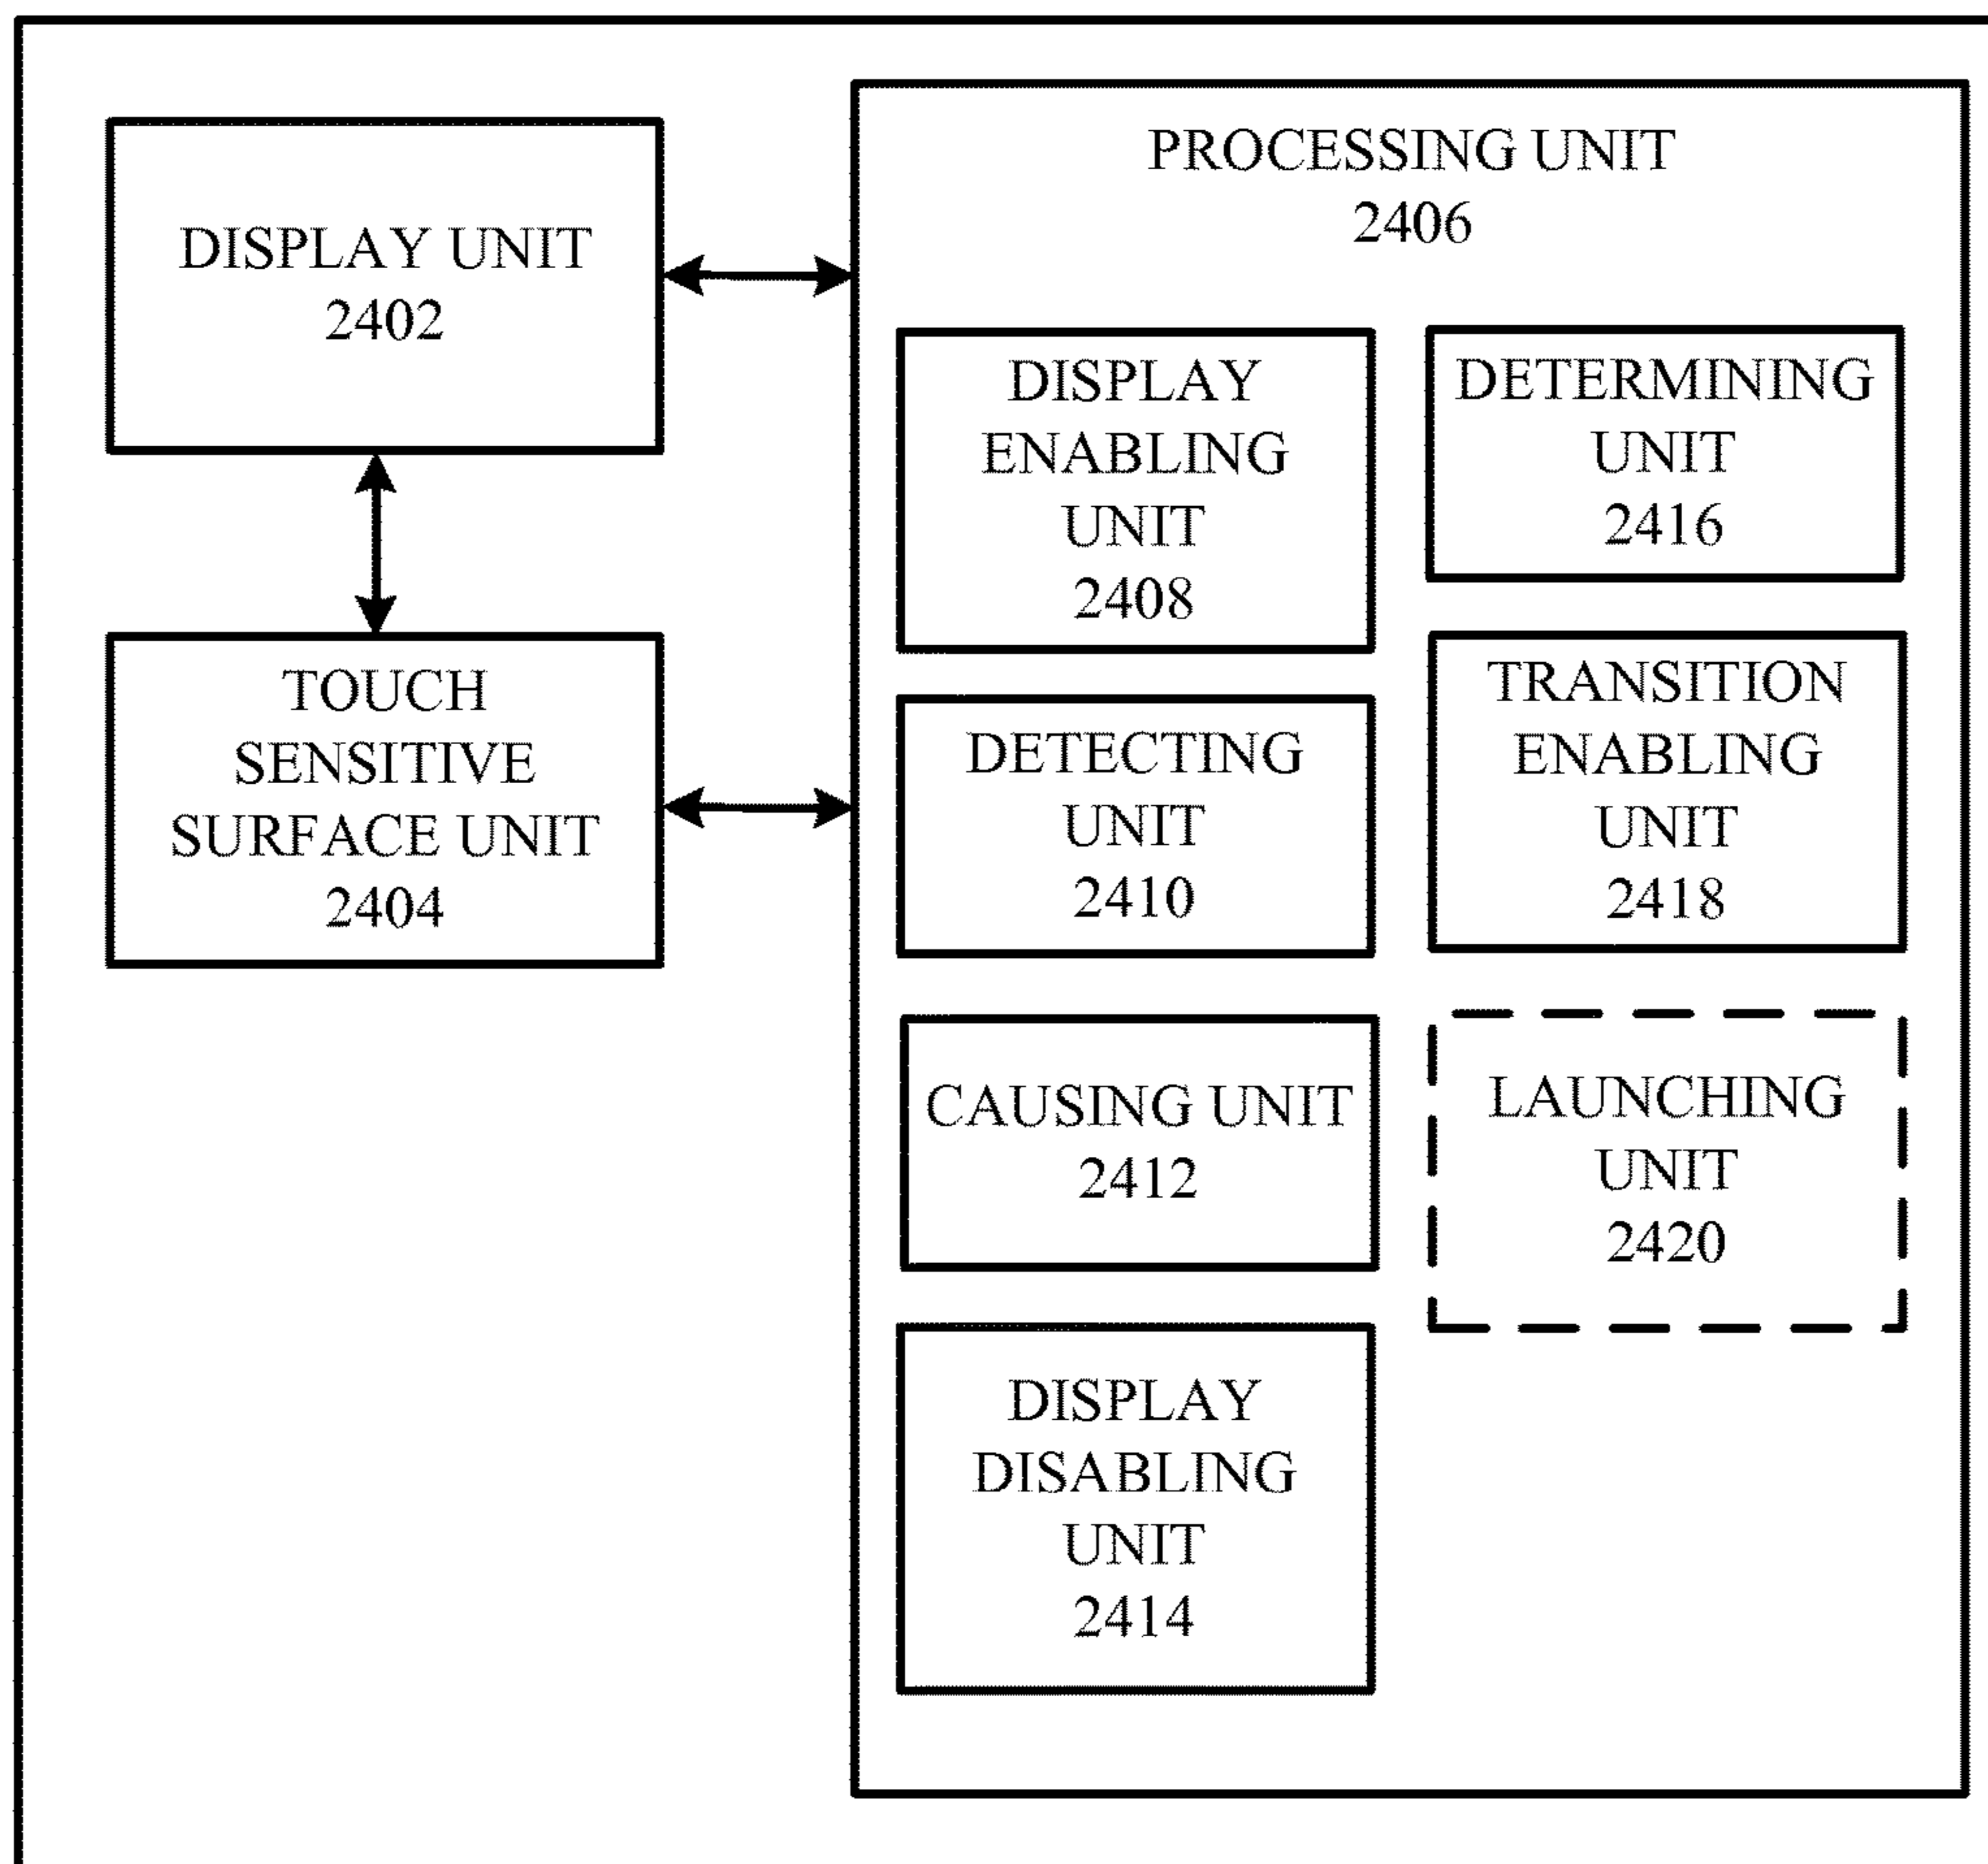 DISPLAY UNIT
2402
TOUCH
SENSITIVE
SURFACE UNIT
2404
PROCESSING UNIT
2406
DISPLAY
ENABLING
UNIT
2408
DETECTING
UNIT
2410
CAUSING UNIT
2412
DISPLAY
DISABLING
UNIT
2414
DETERMINING
UNIT
2416
TRANSITION
ENABLING
UNIT
2418
LAUNCHING
UNIT
2420